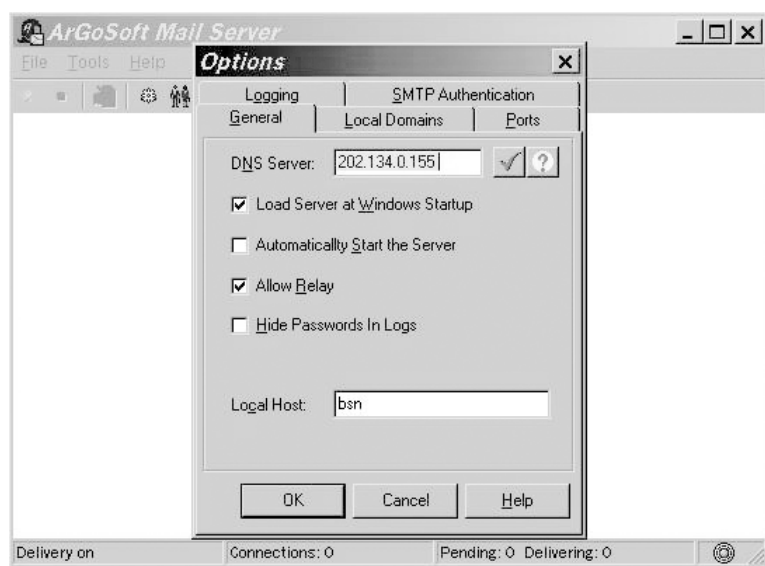 ArGoSoft Mail Server
File Tools Help
Options
Logging
SMTP Authentication
General
Local Domains
Ports
DNS Server: 202.134.0.155
Load Server at Windows Startup
Automaticallty Start the Server
Allow Relay
Hide Passwords In Logs
Local Host: bsn
OK
Cancel
Help
Delivery on
Connections: 0
Pending: 0 Delivering: 0